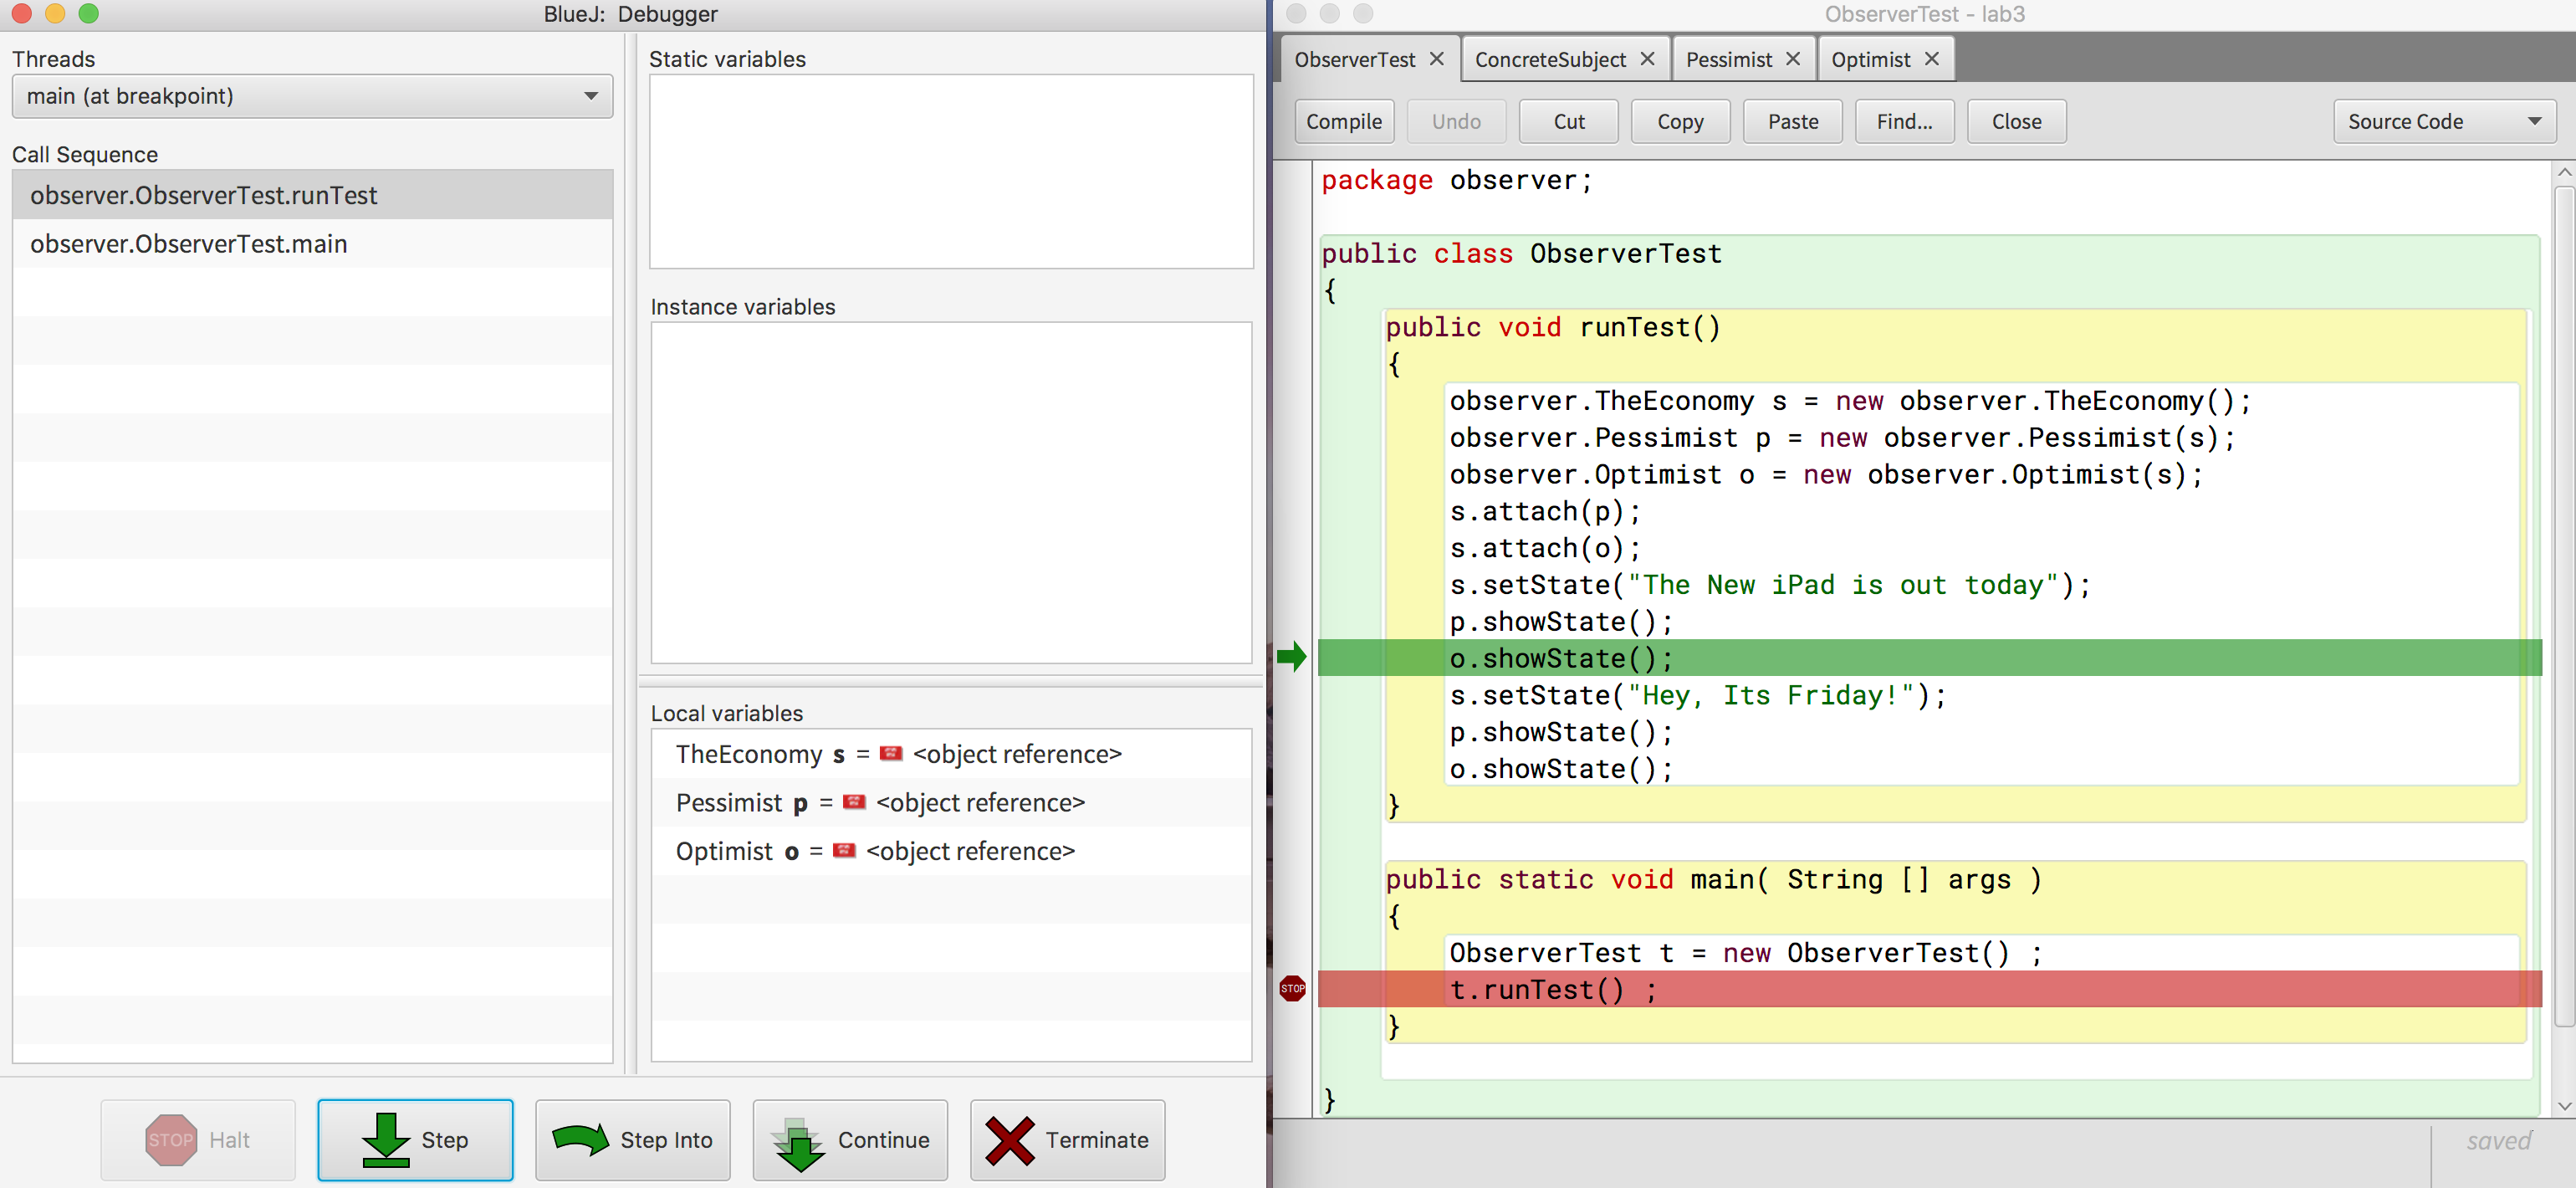 BlueJ: Debugger
Threads
main (at breakpoint)
Call Sequence
observer.ObserverTest.runTest
observer.ObserverTest.main
Static variables
Instance variables
Local variables
TheEconomy s = <object reference>
Pessimist p = <object reference>
Optimist o = <object reference>
STOP Halt
Step
Step Into
Continue
Terminate
ObserverTest - lab3
ObserverTest ConcreteSubject Pessimist Optimist
Compile Undo Cut Copy Paste Find... Close Source Code
package observer;
public class ObserverTest
{
public void runTest()
{
observer.TheEconomy s = new observer.TheEconomy();
observer.Pessimist p = new observer.Pessimist(s);
observer.Optimist o = new observer.Optimist(s);
s.attach(p);
s.attach(o);
s.setState("The New iPad is out today");
p.showState();
o.showState();
s.setState("Hey, Its Friday!");
p.showState();
o.showState();
}
public static void main( String [] args )
{
ObserverTest t = new ObserverTest() ;
STOP t.runTest() ;
}
}
saved